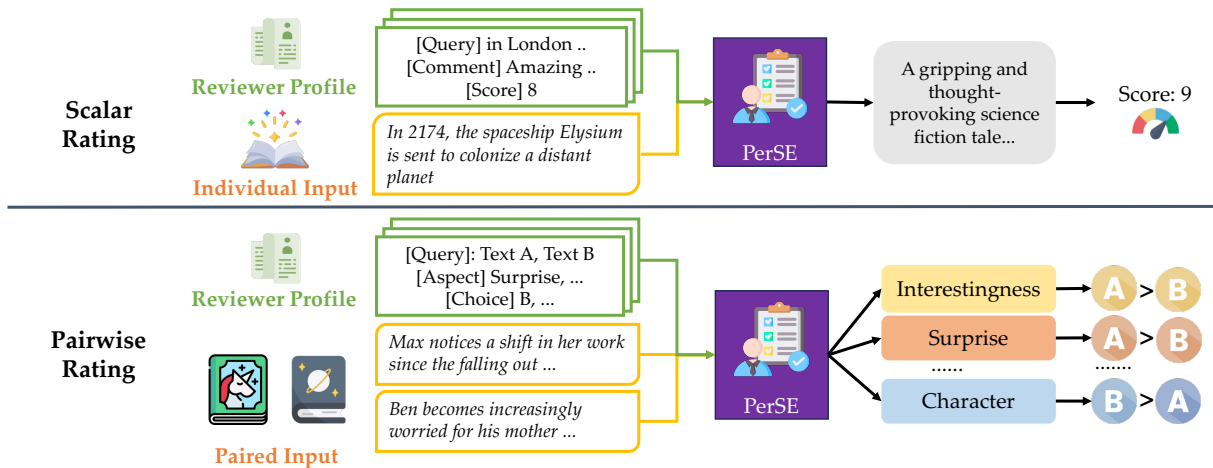 Scalar
Rating
Reviewer Profile
Individual Input
[Query] in London ..
[Comment] Amazing ..
[Score] 8
In 2174, the spaceship Elysium
is sent to colonize a distant
planet
PerSE
A gripping and
thought-
provoking science
fiction tale...
Score: 9
Pairwise
Rating
Reviewer Profile
Paired Input
[Query]: Text A, Text B
[Aspect] Surprise, ...
[Choice] B, ...
Max notices a shift in her work
since the falling out ...
Ben becomes increasingly
worried for his mother ...
PerSE
Interestingness
A > B
Surprise
A > B
...... .......
Character
B > A